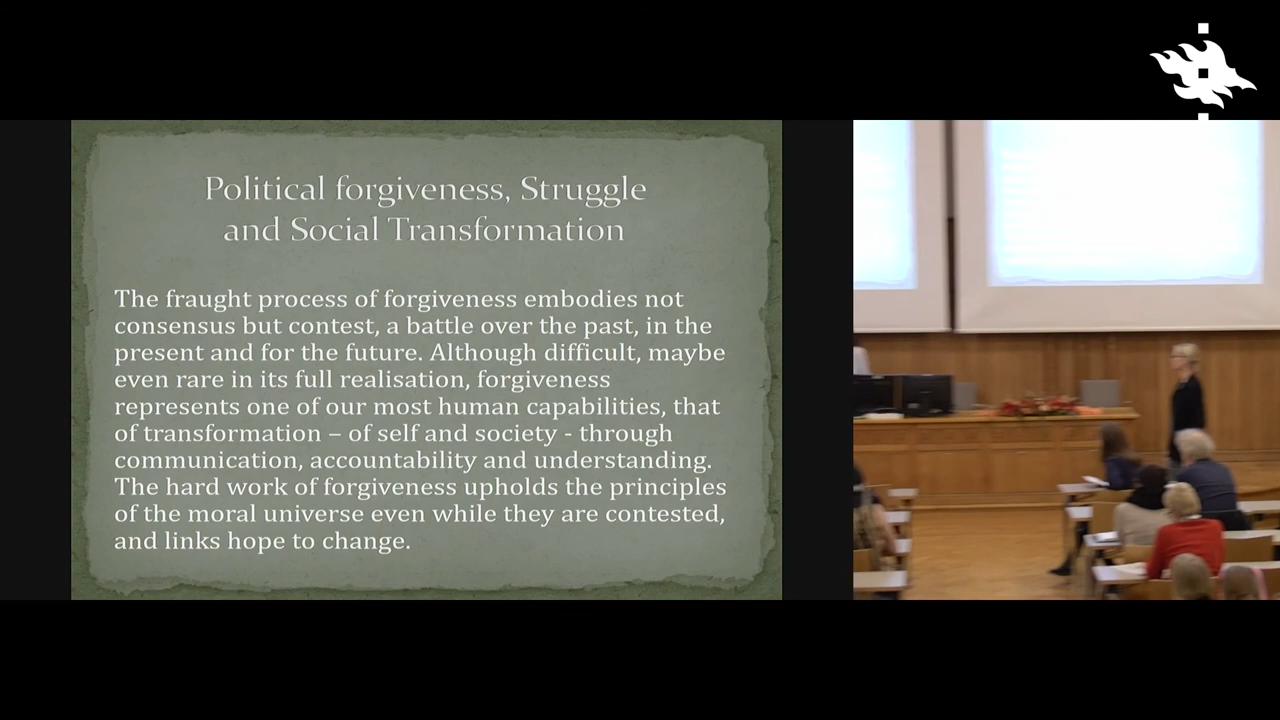 Political forgiveness, Struggle
and Social Transformation
The fraught process of forgiveness embodies not
consensus but contest, a battle over the past, in the
present and for the future. Although difficult, maybe
even rare in its full realisation, forgiveness
represents one of our most human capabilities, that
of transformation – of self and society - through
communication, accountability and understanding.
The hard work of forgiveness upholds the principles
of the moral universe even while they are contested,
and links hope to change.